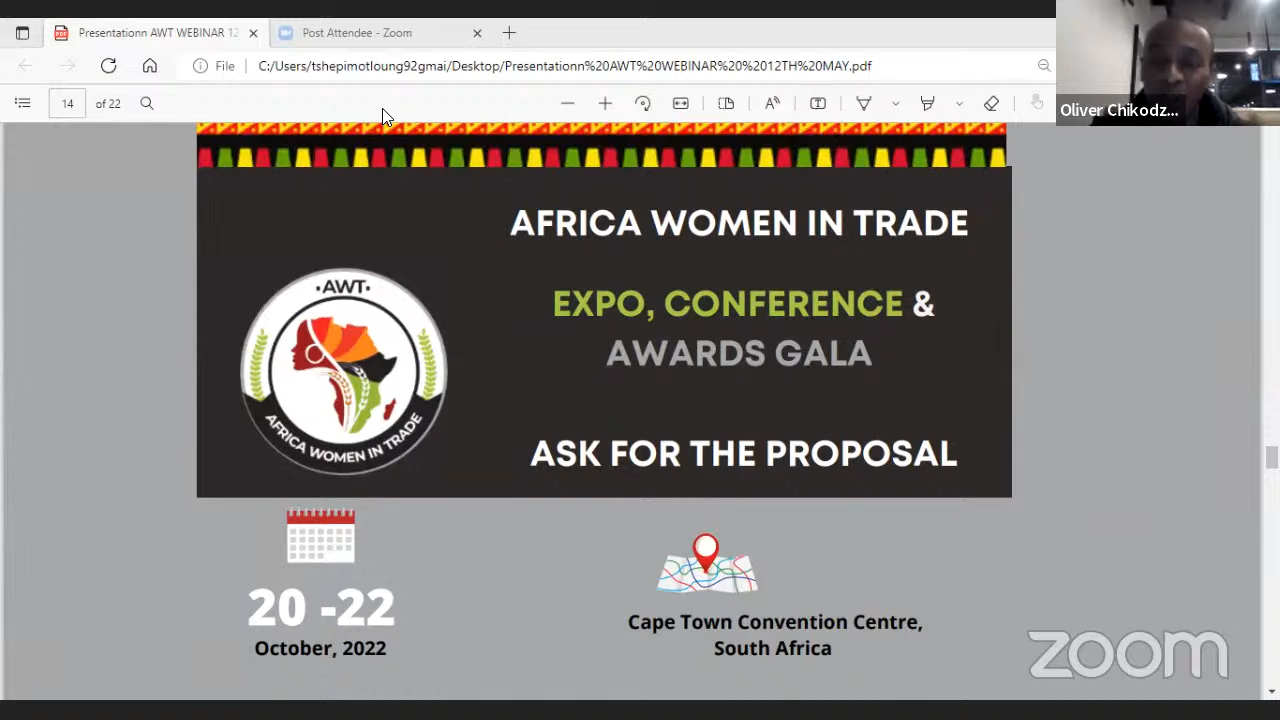 Presentationn AWT WEBINAR 12
Post Attendee - Zoom
File
C:/Users/tshepimotloung92gmai/Desktop/Presentationn%20AWT%20WEBINAR%20%2012TH%20MAY.pdf
14 of 22
Oliver Chikodz...
AFRICA WOMEN IN TRADE
EXPO, CONFERENCE &
AWARDS GALA
ASK FOR THE PROPOSAL
·AWT·
AFRICA WOMEN IN TRADE
20 -22
October, 2022
Cape Town Convention Centre,
South Africa
zoom